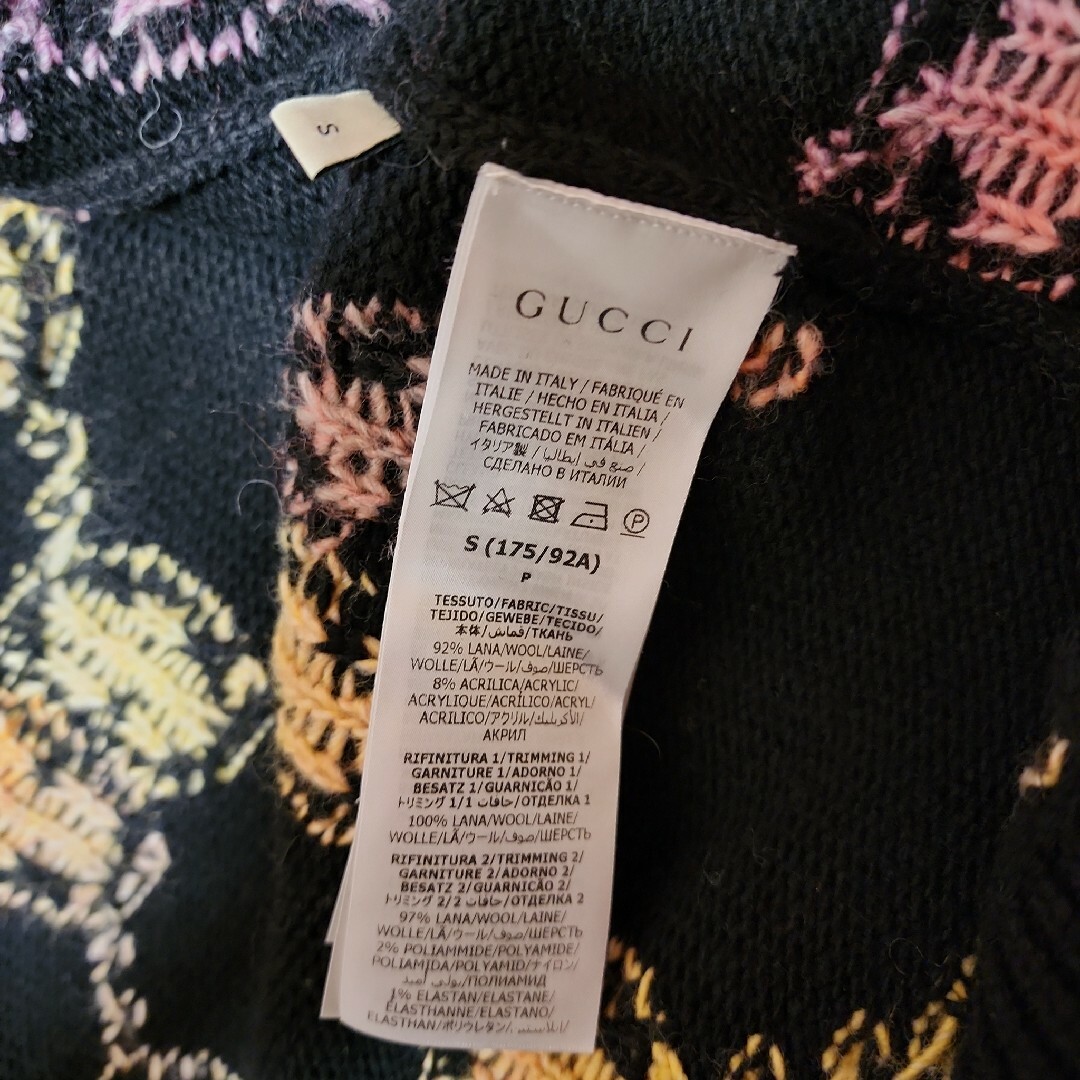 S
GUCCI
MADE IN ITALY / FABRIQUÉ EN
ITALIE / HECHO EN ITALIA /
HERGESTELLT IN ITALIEN /
FABRICADO EM ITÁLIA /
イタリア製 / صنع في ايطاليا /
СДЕЛАНО В ИТАЛИИ
P
S (175/92A)
P
TESSUTO/FABRIC/TISSU/
TEJIDO/GEWEBE/TECIDO/
本体/قماش/ТКАНЬ
92% LANA/WOOL/LAINE/
WOLLE/LÃ/ウール/صوف/ШЕРСТЬ
8% ACRILICA/ACRYLIC/
ACRYLIQUE/ACRÍLICO/ACRYL/
ACRILICO/アクリル/الأكريليك/
АКРИЛ
RIFINITURA 1/TRIMMING 1/
GARNITURE 1/ADORNO 1/
BESATZ 1/GUARNICÃO 1/
トリミング 1/1 حافات/ОТДЕЛКА 1
100% LANA/WOOL/LAINE/
WOLLE/LÃ/ウール/صوف/ШЕРСТЬ
RIFINITURA 2/TRIMMING 2/
GARNITURE 2/ADORNO 2/
BESATZ 2/GUARNICÃO 2/
トリミング 2/2 حافات/ОТДЕЛКА 2
97% LANA/WOOL/LAINE/
WOLLE/LÃ/ウール/صوف/ШЕРСТЬ
2% POLIAMMIDE/POLYAMIDE/
POLIAMIDA/POLYAMID/ナイロン/
بولي أميد/ПОЛИАМИД
1% ELASTAN/ELASTANE/
ELASTHANNE/ELASTANO/
ELASTHAN/ポリウレタン/